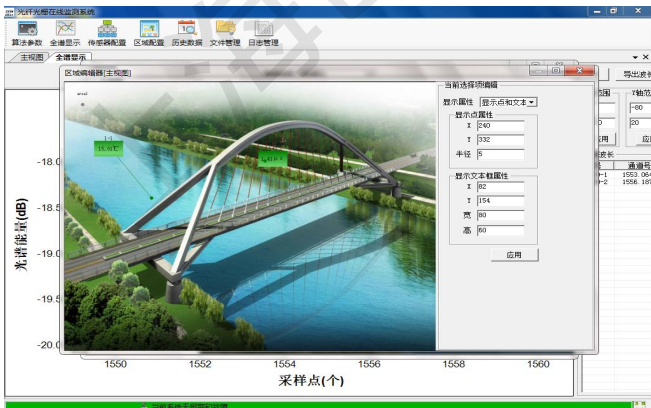 光纤光栅在线监测系统
算法参数 全谱显示 传感器配置 区域配置 历史数据 文件管理 日志管理
主视图 全谱显示
区域编辑器[主视图]
导出波长
当前选择项编辑
显示属性 显示点和文本
显示点属性
X 240
Y 332
半径 5
显示文本框属性
X 82
Y 154
宽 80
高 60
应用
area2
1-1
15.01℃
Y轴范
-80
20
应
通道号
1553.064
1556.187
光谱能量(dB)
-18.0
-18.5
-19.0
-19.5
-20.0
1550 1552 1554 1556 1558 1560
采样点(个)